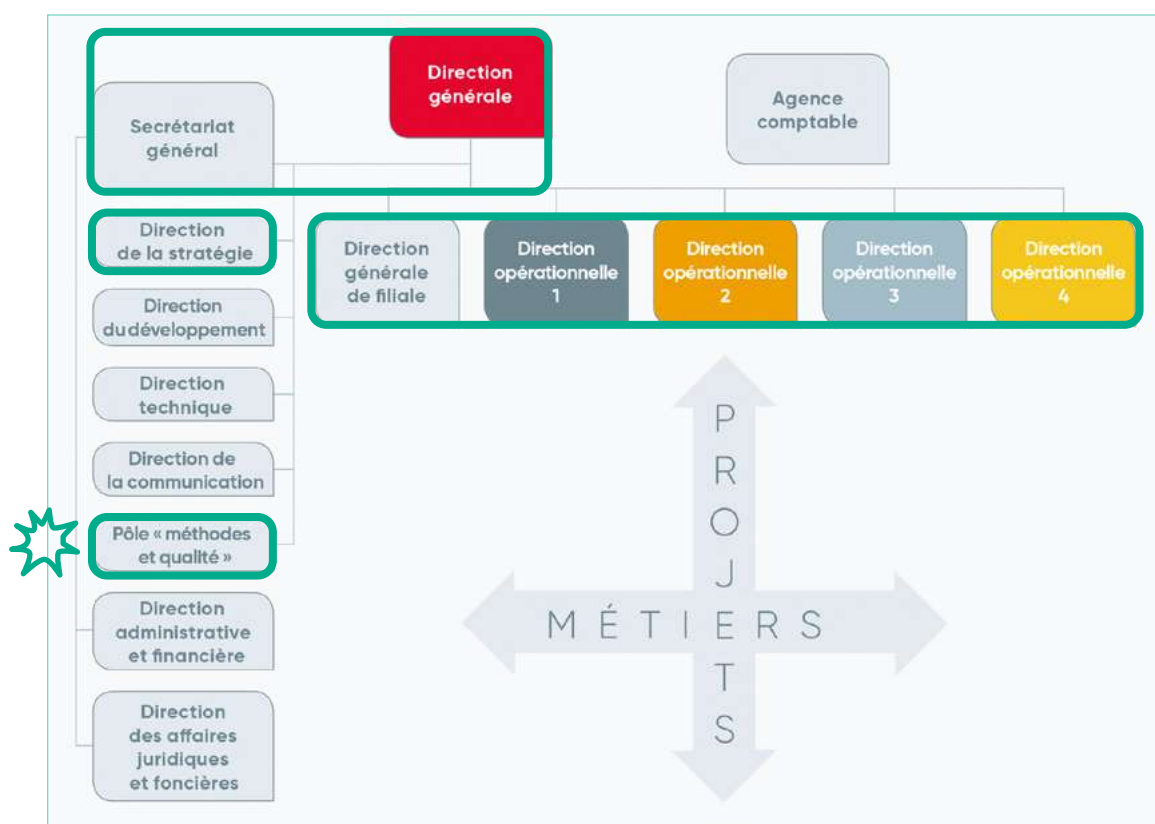 Direction
générale
Agence
comptable
Secrétariat
général
Direction
de la stratégie
Direction
générale
de filiale
Direction
opérationnelle
1
Direction
opérationnelle
2
Direction
opérationnelle
3
Direction
opérationnelle
4
Direction
du développement
Direction
technique
Direction de
la communication
Pôle « méthodes
et qualité »
Direction
administrative
et financière
Direction
des affaires
juridiques
et foncières
PROJETS
MÉTIERS